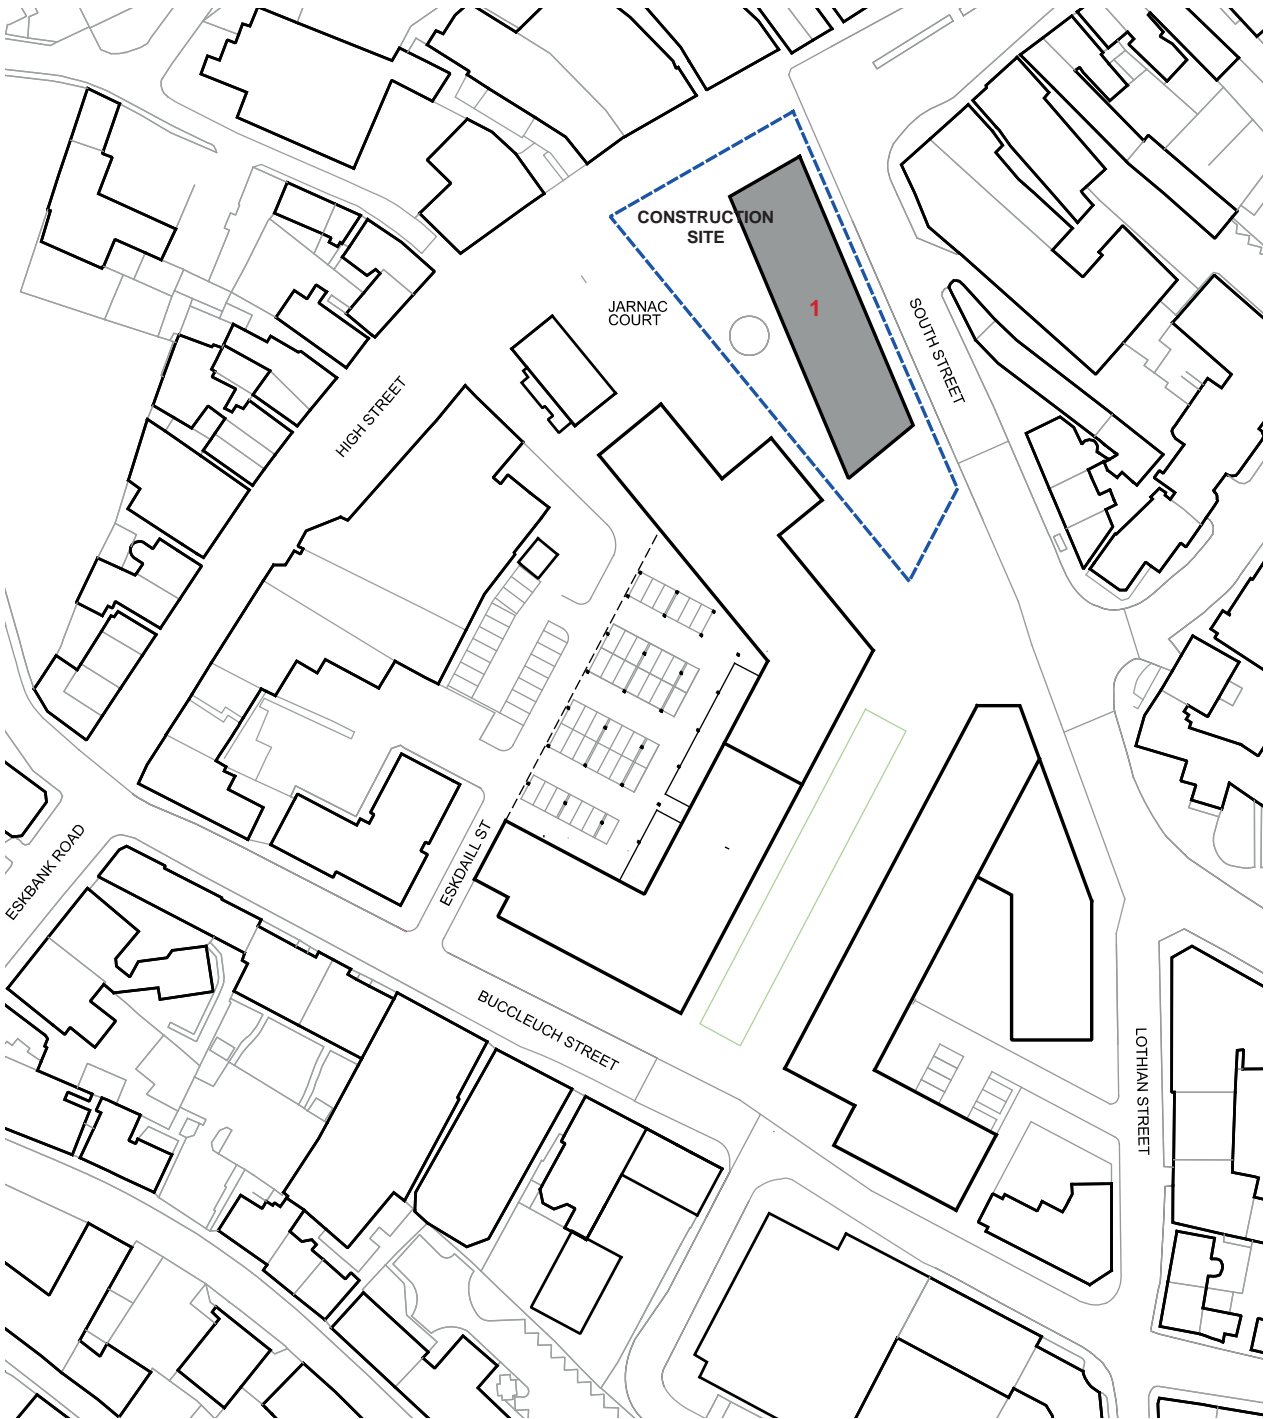 CONSTRUCTION
SITE
1
JARNAC
COURT
SOUTH STREET
HIGH STREET
ESKDAILL ST
ESKBANK ROAD
BUCCLEUCH STREET
LOTHIAN STREET